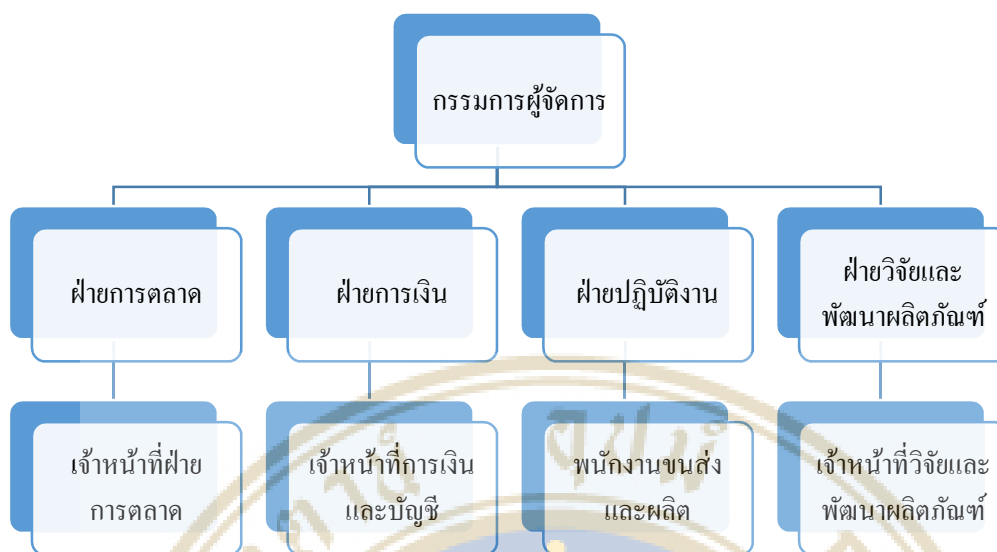 กรรมการผู้จัดการ
ฝ่ายการตลาด
ฝ่ายการเงิน
ฝ่ายปฏิบัติงาน
ฝ่ายวิจัยและ
พัฒนาผลิตภัณฑ์
เจ้าหน้าที่ฝ่าย
การตลาด
เจ้าหน้าที่การเงิน
และบัญชี
พนักงานขนส่ง
และผลิต
เจ้าหน้าที่วิจัยและ
พัฒนาผลิตภัณฑ์